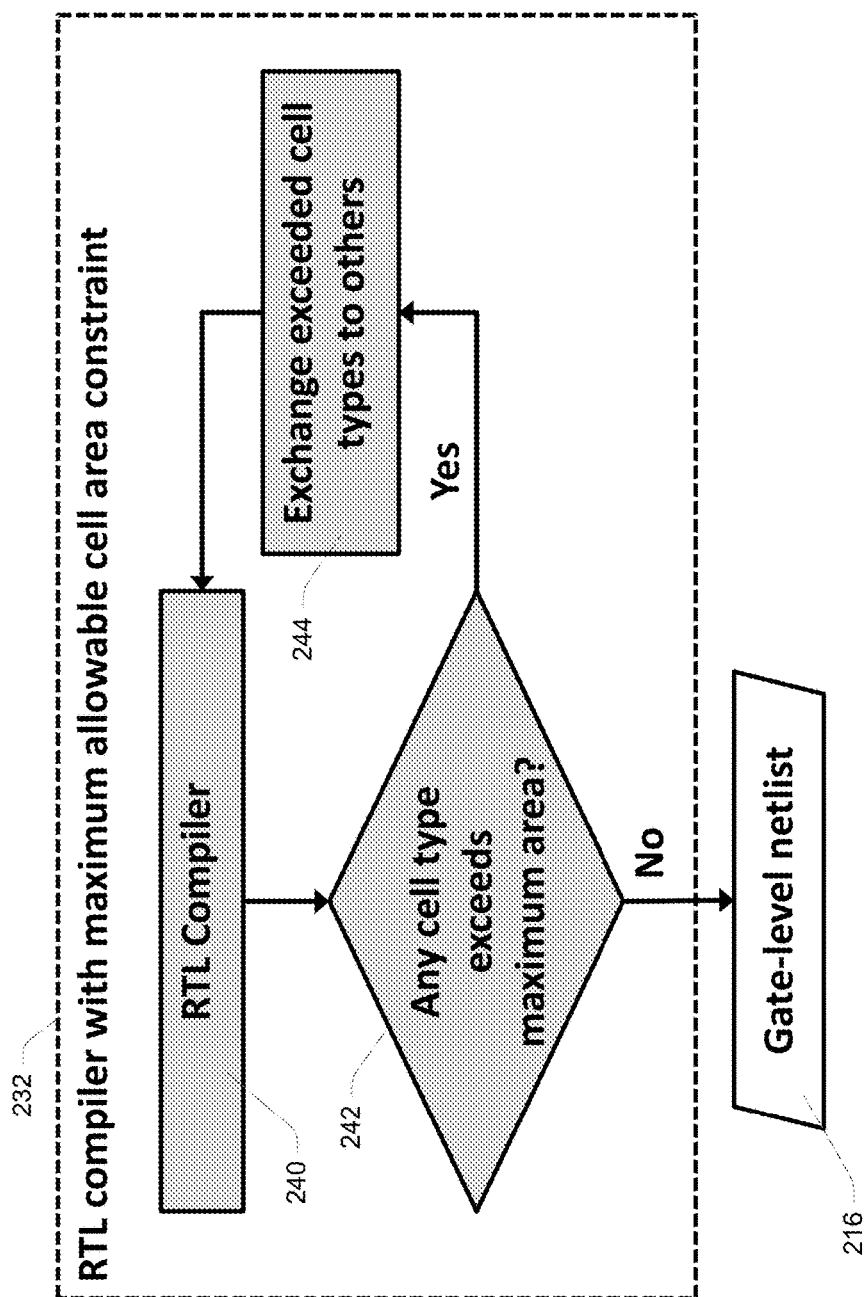 232
RTL compiler with maximum allowable cell area constraint
RTL Compiler
240
Exchange exceeded cell
types to others
244
242
Any cell type
exceeds
maximum area?
Yes
No
Gate-level netlist
216